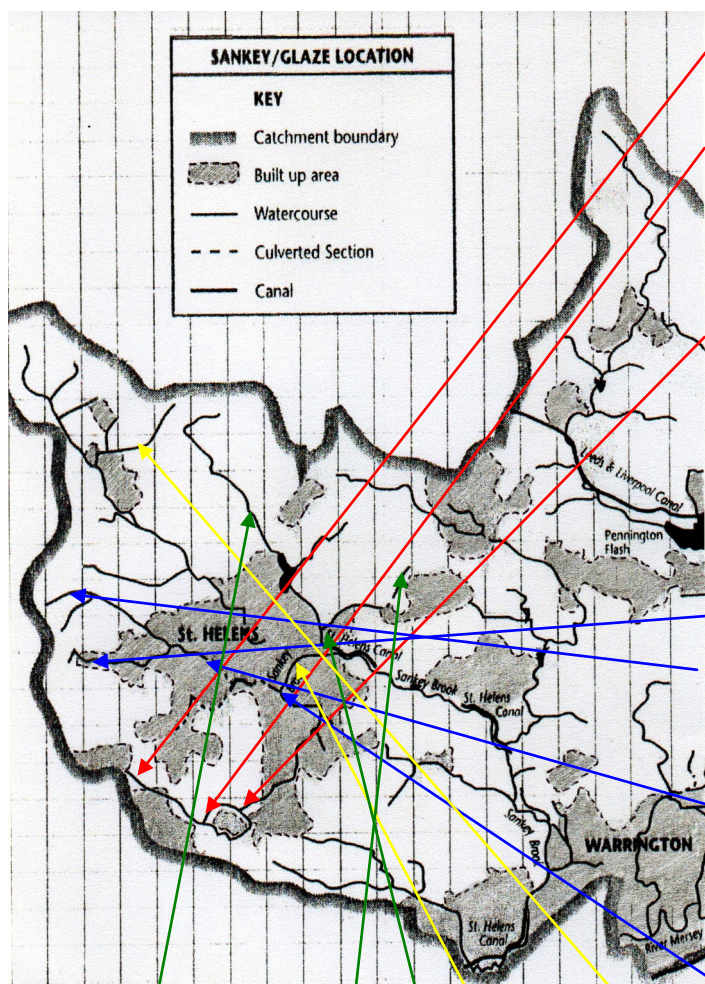 SANKEY/GLAZE LOCATION
KEY
Catchment boundary
Built up area
Watercourse
Culverted Section
Canal
Leeds & Liverpool Canal
Pennington
Flash
St. HELENS
St. Helens Canal
Sankey
Sankey Brook
St. Helens
Canal
Sankey
Brook
WARRINGTON
St. Helens
Canal
River Mersey